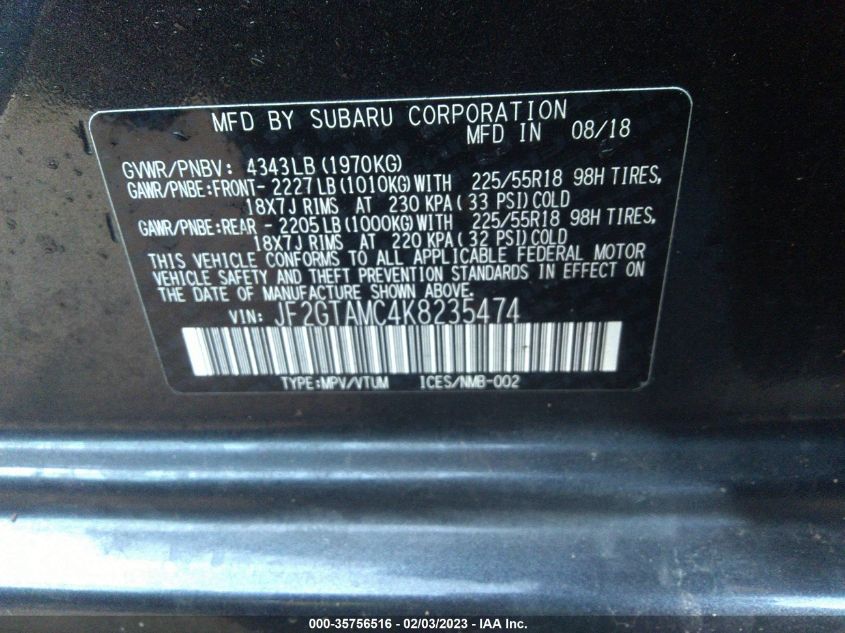 MFD BY SUBARU CORPORATION
MFD IN 08/18
GVWR/PNBV: 4343LB (1970KG)
GAWR/PNBE:FRONT- 2227LB(1010KG)WITH 225/55R18 98H TIRES,
18X7J RIMS AT 230 KPA(33 PSI)COLD
GAWR/PNBE:REAR - 2205LB(1000KG)WITH 225/55R18 98H TIRES,
18X7J RIMS AT 220 KPA(32 PSI)COLD
THIS VEHICLE CONFORMS TO ALL APPLICABLE FEDERAL MOTOR
VEHICLE SAFETY AND THEFT PREVENTION STANDARDS IN EFFECT ON
THE DATE OF MANUFACTURE SHOWN ABOVE.
VIN: JF2GTAMC4K8235474
TYPE:MPV/VTUM ICES/NMB-002
000-35756516 - 02/03/2023 - IAA Inc.